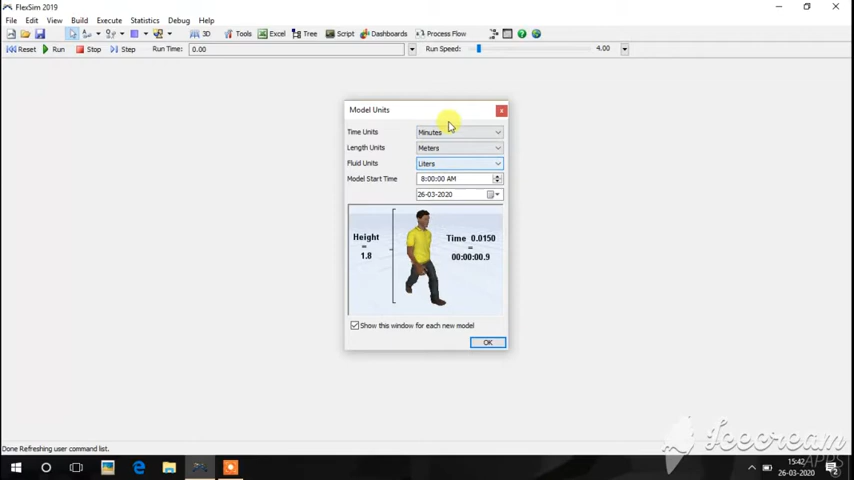 FlexSim 2019
File Edit View Build Execute Statistics Debug Help
3D Tools Excel Tree Script Dashboards Process Flow
Reset Run Stop Step Run Time: 0.00 Run Speed: 4.00
Model Units
Time Units Minutes
Length Units Meters
Fluid Units Liters
Model Start Time 8:00:00 AM
26-03-2020
Height
=
1.8
Time 0.0150
=
00:00:00.9
Show this window for each new model
OK
Icecream
APPS
Done Refreshing user command list.
15:42
26-03-2020
2